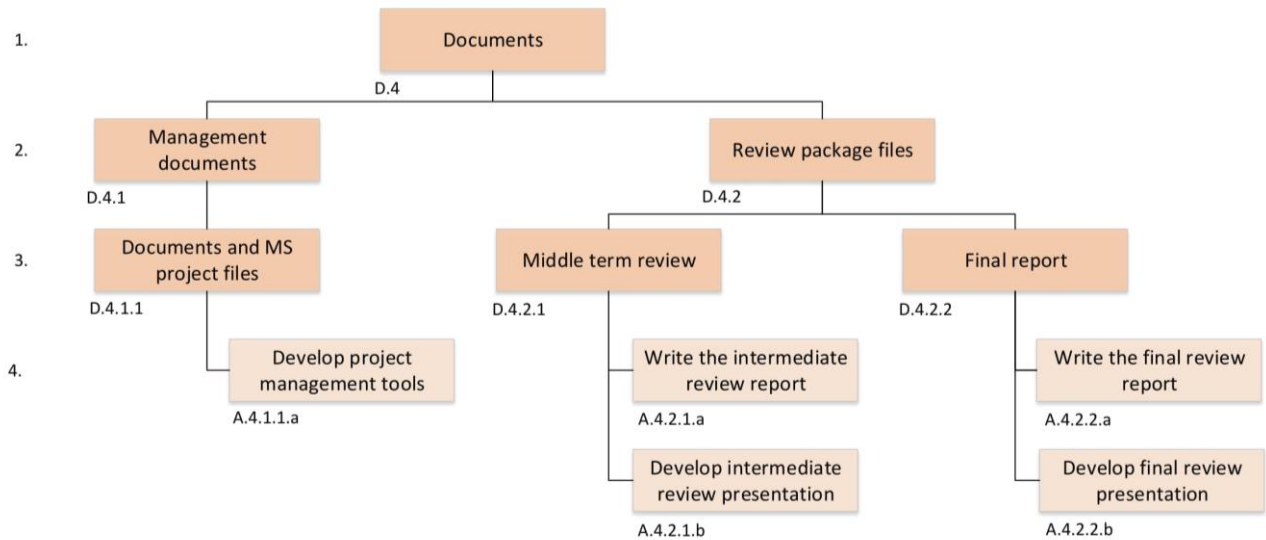 1.
Documents
D.4
2.
Management
documents
Review package files
D.4.1
D.4.2
3.
Documents and MS
project files
Middle term review
Final report
D.4.1.1
D.4.2.1
D.4.2.2
4.
Develop project
management tools
Write the intermediate
review report
Write the final review
report
A.4.1.1.a
A.4.2.1.a
A.4.2.2.a
Develop intermediate
review presentation
Develop final review
presentation
A.4.2.1.b
A.4.2.2.b